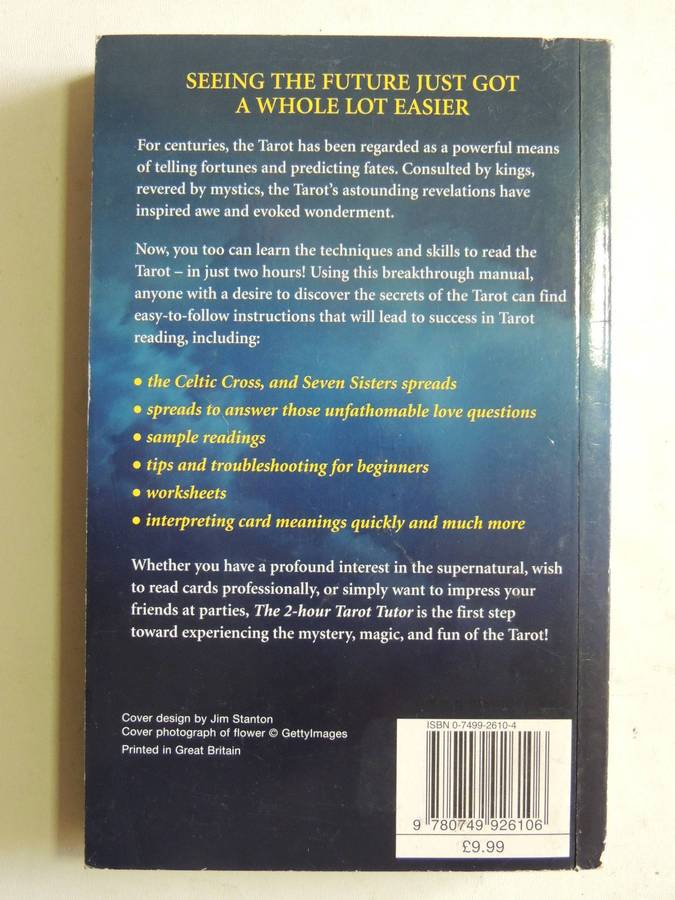 SEEING THE FUTURE JUST GOT
A WHOLE LOT EASIER
For centuries, the Tarot has been regarded as a powerful means
of telling fortunes and predicting fates. Consulted by kings,
revered by mystics, the Tarot's astounding revelations have
inspired awe and evoked wonderment.
Now, you too can learn the techniques and skills to read the
Tarot – in just two hours! Using this breakthrough manual,
anyone with a desire to discover the secrets of the Tarot can find
easy-to-follow instructions that will lead to success in Tarot
reading, including:
• the Celtic Cross, and Seven Sisters spreads
• spreads to answer those unfathomable love questions
• sample readings
• tips and troubleshooting for beginners
• worksheets
• interpreting card meanings quickly and much more
Whether you have a profound interest in the supernatural, wish
to read cards professionally, or simply want to impress your
friends at parties, The 2-hour Tarot Tutor is the first step
toward experiencing the mystery, magic, and fun of the Tarot!
Cover design by Jim Stanton
Cover photograph of flower © GettyImages
Printed in Great Britain
ISBN 0-7499-2610-4
9 780749 926106
£9.99